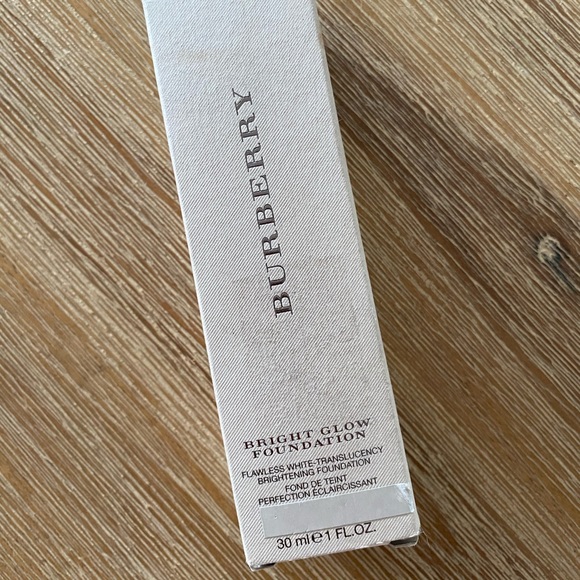 BURBERRY
BRIGHT GLOW
FOUNDATION
FLAWLESS WHITE-TRANSLUCENCY
BRIGHTENING FOUNDATION
FOND DE TEINT
PERFECTION ÉCLAIRCISSANT
30 ml℮1 FL.OZ.